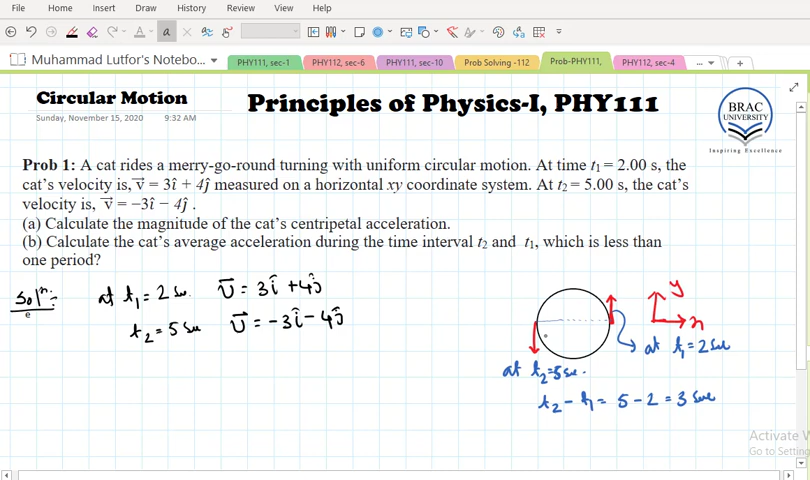 File Home Insert Draw History Review View Help
Muhammad Lutfor's Notebo... PHY111, sec-1 PHY112, sec-6 PHY111, sec-10 Prob Solving -112 Prob-PHY111, PHY112, sec-4 ... +
Circular Motion
Sunday, November 15, 2020 9:32 AM
Principles of Physics-I, PHY111
BRAC
UNIVERSITY
Inspiring Excellence
Prob 1: A cat rides a merry-go-round turning with uniform circular motion. At time t₁ = 2.00 s, the
cat's velocity is, v⃗ = 3î + 4ĵ measured on a horizontal xy coordinate system. At t₂ = 5.00 s, the cat's
velocity is, v⃗ = −3î − 4ĵ .
(a) Calculate the magnitude of the cat's centripetal acceleration.
(b) Calculate the cat's average acceleration during the time interval t₂ and t₁, which is less than
one period?
Solⁿ:
at t₁ = 2 sec. v⃗ = 3î + 4ĵ
t₂ = 5 sec v⃗ = −3î − 4ĵ
y
x
at t₁ = 2 sec
at t₂ = 5 sec.
t₂ − t₁ = 5 − 2 = 3 sec
Activate W
Go to Setting